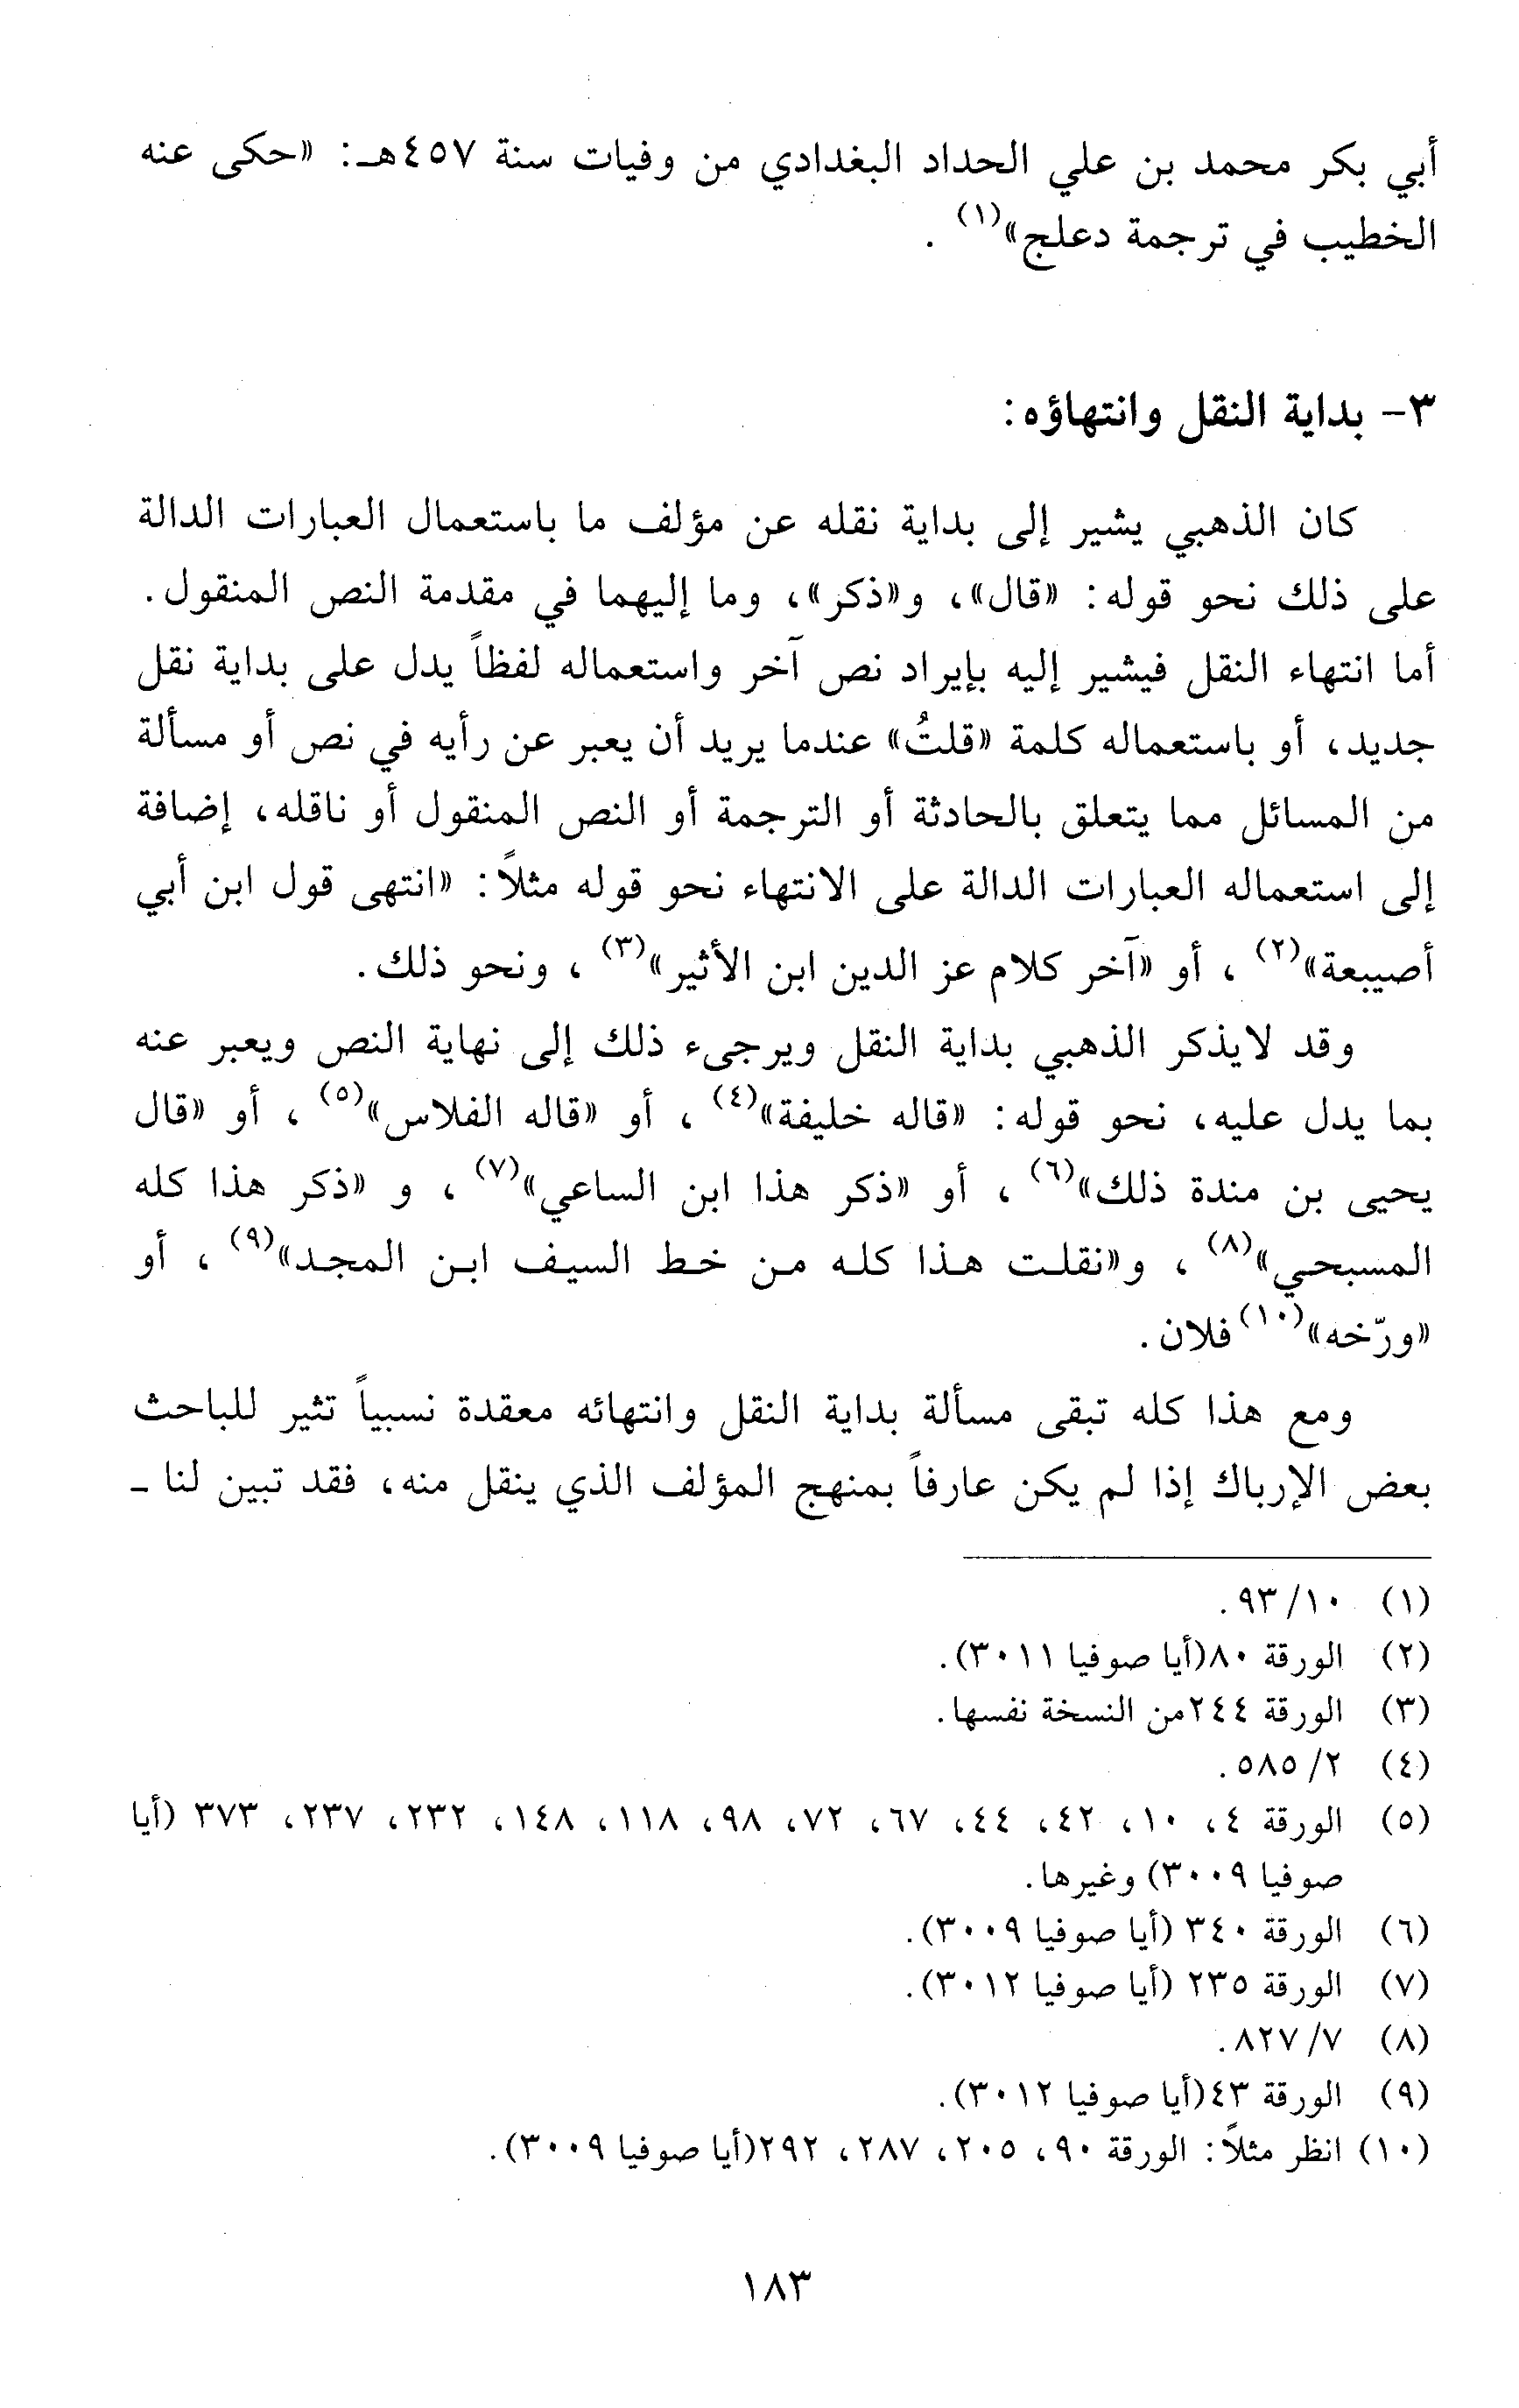 أبي بكر محمد بن علي الحداد البغدادي من وفيات سنة ٤٥٧هـ: «حكى عنه
الخطيب في ترجمة دعلج»(١) .
٣- بداية النقل وانتهاؤه:
كان الذهبي يشير إلى بداية نقله عن مؤلف ما باستعمال العبارات الدالة
على ذلك نحو قوله: «قال»، و«ذكر»، وما إليهما في مقدمة النص المنقول.
أما انتهاء النقل فيشير إليه بإيراد نص آخر واستعماله لفظاً يدل على بداية نقل
جديد، أو باستعماله كلمة «قلتُ» عندما يريد أن يعبر عن رأيه في نص أو مسألة
من المسائل مما يتعلق بالحادثة أو الترجمة أو النص المنقول أو ناقله، إضافة
إلى استعماله العبارات الدالة على الانتهاء نحو قوله مثلاً: «انتهى قول ابن أبي
أصيبعة»(٢) ، أو «آخر كلام عز الدين ابن الأثير»(٣) ، ونحو ذلك.
وقد لايذكر الذهبي بداية النقل ويرجىء ذلك إلى نهاية النص ويعبر عنه
بما يدل عليه، نحو قوله: «قاله خليفة»(٤) ، أو «قاله الفلاس»(٥) ، أو «قال
يحيى بن مندة ذلك»(٦) ، أو «ذكر هذا ابن الساعي»(٧) ، و «ذكر هذا كله
المسبحي»(٨) ، و«نقلت هذا كله من خط السيف ابن المجد»(٩) ، أو
«ورّخه»(١٠) فلان.
ومع هذا كله تبقى مسألة بداية النقل وانتهائه معقدة نسبياً تثير للباحث
بعض الإرباك إذا لم يكن عارفاً بمنهج المؤلف الذي ينقل منه، فقد تبين لنا -
(١) ٩٣/١٠.
(٢) الورقة ٨٠(أيا صوفيا ٣٠١١).
(٣) الورقة ٢٤٤من النسخة نفسها.
(٤) ٥٨٥/٢.
(٥) الورقة ٤، ١٠، ٤٢، ٤٤، ٦٧، ٧٢، ٩٨، ١١٨، ١٤٨، ٢٣٢، ٢٣٧، ٣٧٣ (أيا
صوفيا ٣٠٠٩) وغيرها.
(٦) الورقة ٣٤٠ (أيا صوفيا ٣٠٠٩).
(٧) الورقة ٢٣٥ (أيا صوفيا ٣٠١٢).
(٨) ٨٢٧/٧.
(٩) الورقة ٤٣(أيا صوفيا ٣٠١٢).
(١٠) انظر مثلاً: الورقة ٩٠، ٢٠٥، ٢٨٧، ٢٩٢(أيا صوفيا ٣٠٠٩).
١٨٣